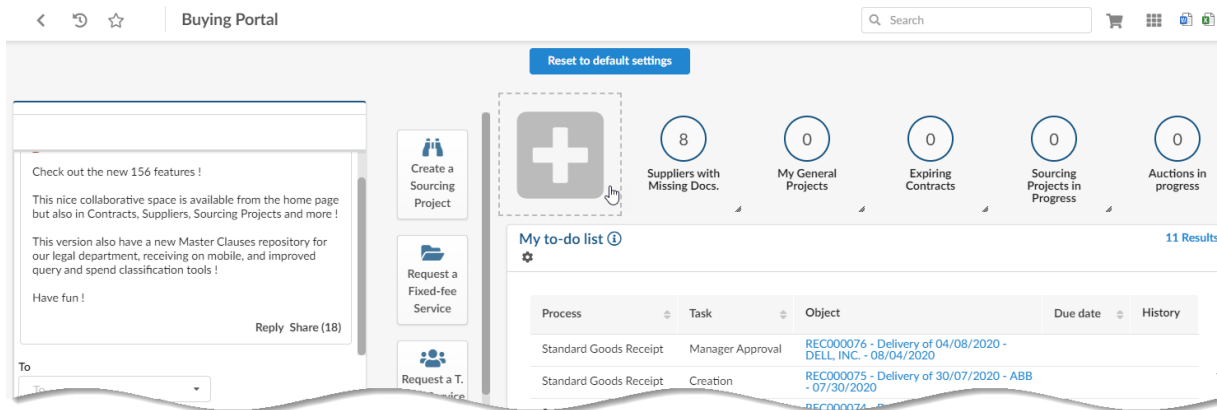 Buying Portal
Search
Reset to default settings
Check out the new 156 features !
This nice collaborative space is available from the home page
but also in Contracts, Suppliers, Sourcing Projects and more !
This version also have a new Master Clauses repository for
our legal department, receiving on mobile, and improved
query and spend classification tools !
Have fun !
Reply Share (18)
To
Create a
Sourcing
Project
Request a
Fixed-fee
Service
Request a T.
8
Suppliers with
Missing Docs.
0
My General
Projects
0
Expiring
Contracts
0
Sourcing
Projects in
Progress
0
Auctions in
progress
My to-do list
11 Results
Process Task Object Due date History
Standard Goods Receipt Manager Approval REC000076 - Delivery of 04/08/2020 -
DELL, INC. - 08/04/2020
Standard Goods Receipt Creation REC000075 - Delivery of 30/07/2020 - ABB
- 07/30/2020
REC000074